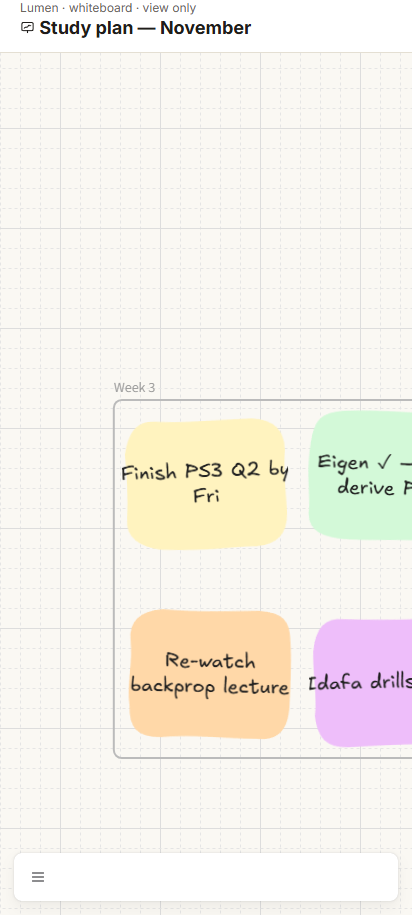 Lumen · whiteboard · view only
Study plan — November
Week 3
Finish PS3 Q2 by
Fri
Eigen ✓ —
derive
Re-watch
backprop lecture
Idafa drills